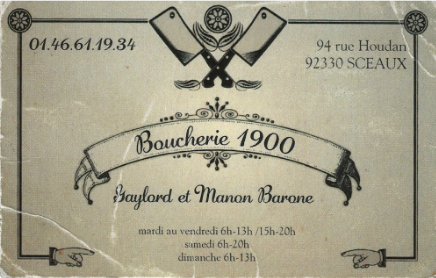 01.46.61.19.34
94 rue Houdan
92330 SCEAUX
Boucherie 1900
Gaylord et Manon Barone
mardi au vendredi 6h-13h /15h-20h
samedi 6h-20h
dimanche 6h-13h